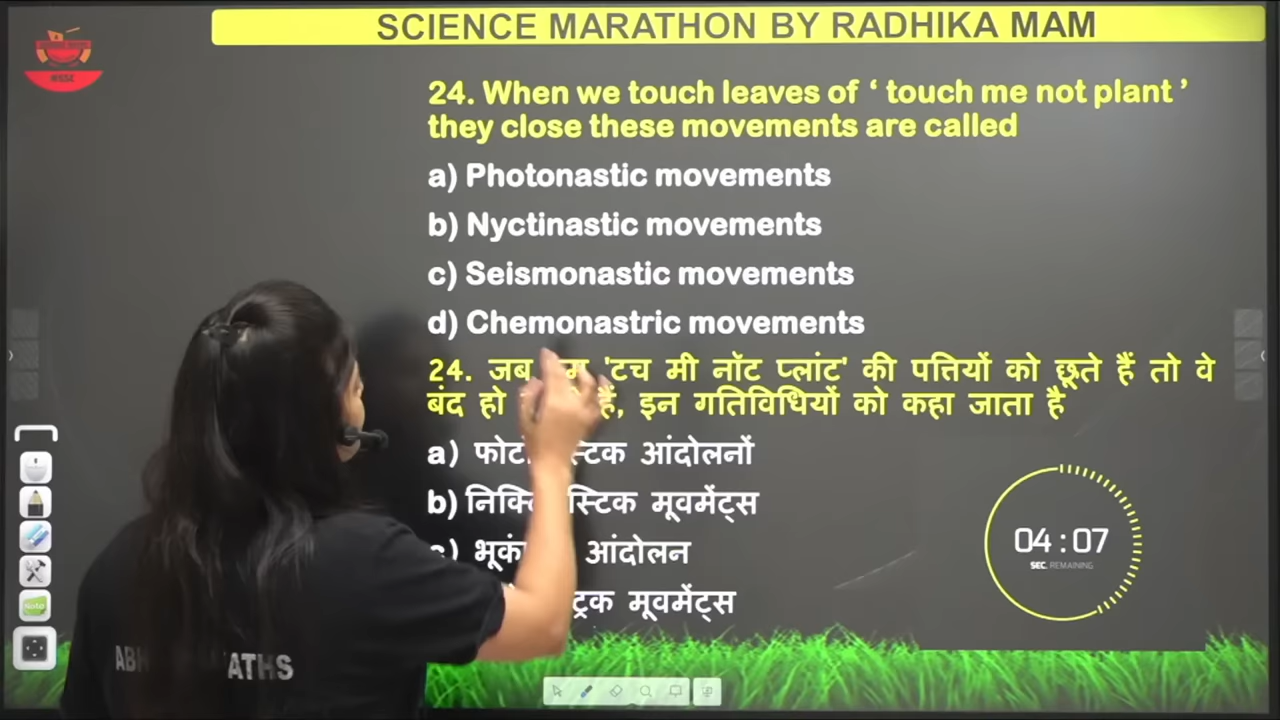 SCIENCE MARATHON BY RADHIKA MAM
24. When we touch leaves of ‘ touch me not plant ’
they close these movements are called
a) Photonastic movements
b) Nyctinastic movements
c) Seismonastic movements
d) Chemonastric movements
24. जब 'टच मी नॉट प्लांट' की पत्तियों को छूते हैं तो वे
बंद हो हैं, इन गतिविधियों को कहा जाता है
a) आंदोलनों
b) मूवमेंट्स
आंदोलन
मूवमेंट्स
04 : 07
SEC. REMAINING
Note